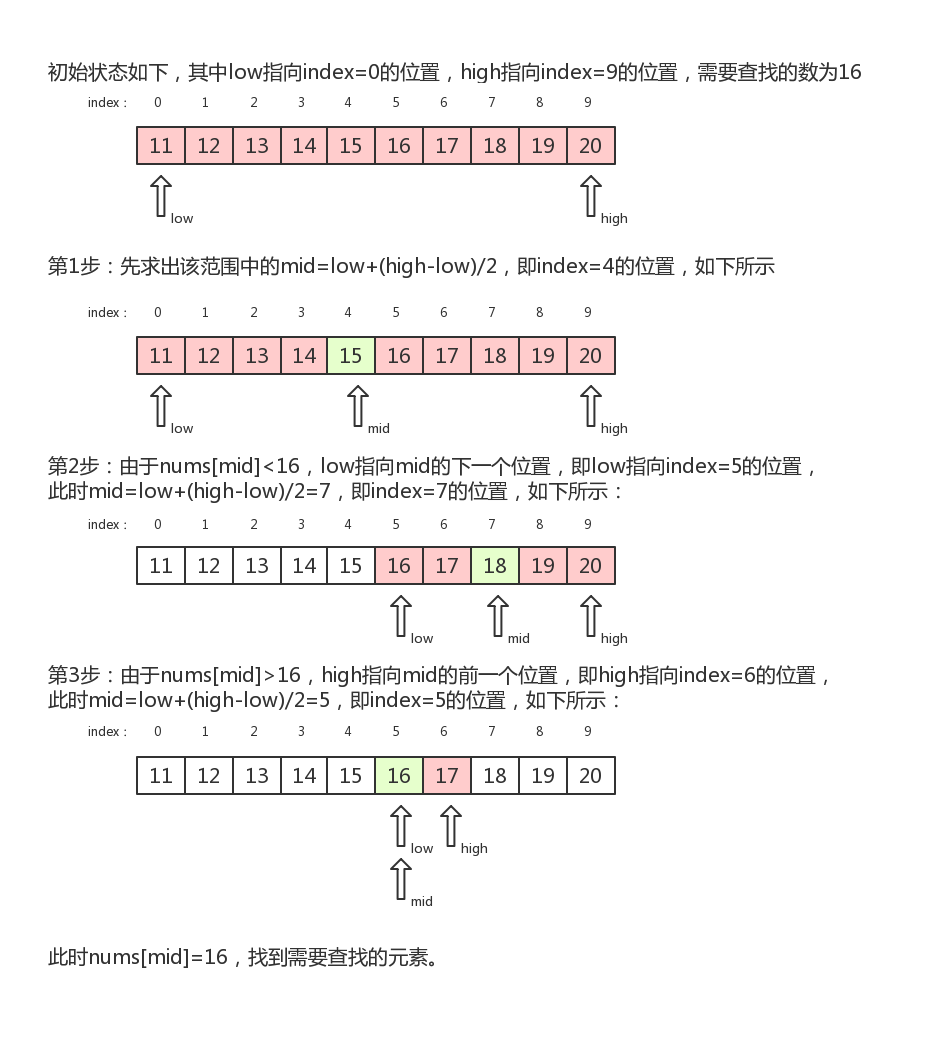 初始状态如下，其中low指向index=0的位置，high指向index=9的位置，需要查找的数为16
index： 0 1 2 3 4 5 6 7 8 9
11 12 13 14 15 16 17 18 19 20
low high
第1步：先求出该范围中的mid=low+(high-low)/2，即index=4的位置，如下所示
index： 0 1 2 3 4 5 6 7 8 9
11 12 13 14 15 16 17 18 19 20
low mid high
第2步：由于nums[mid]<16，low指向mid的下一个位置，即low指向index=5的位置，
此时mid=low+(high-low)/2=7，即index=7的位置，如下所示：
index： 0 1 2 3 4 5 6 7 8 9
11 12 13 14 15 16 17 18 19 20
low mid high
第3步：由于nums[mid]>16，high指向mid的前一个位置，即high指向index=6的位置，
此时mid=low+(high-low)/2=5，即index=5的位置，如下所示：
index： 0 1 2 3 4 5 6 7 8 9
11 12 13 14 15 16 17 18 19 20
low high
mid
此时nums[mid]=16，找到需要查找的元素。